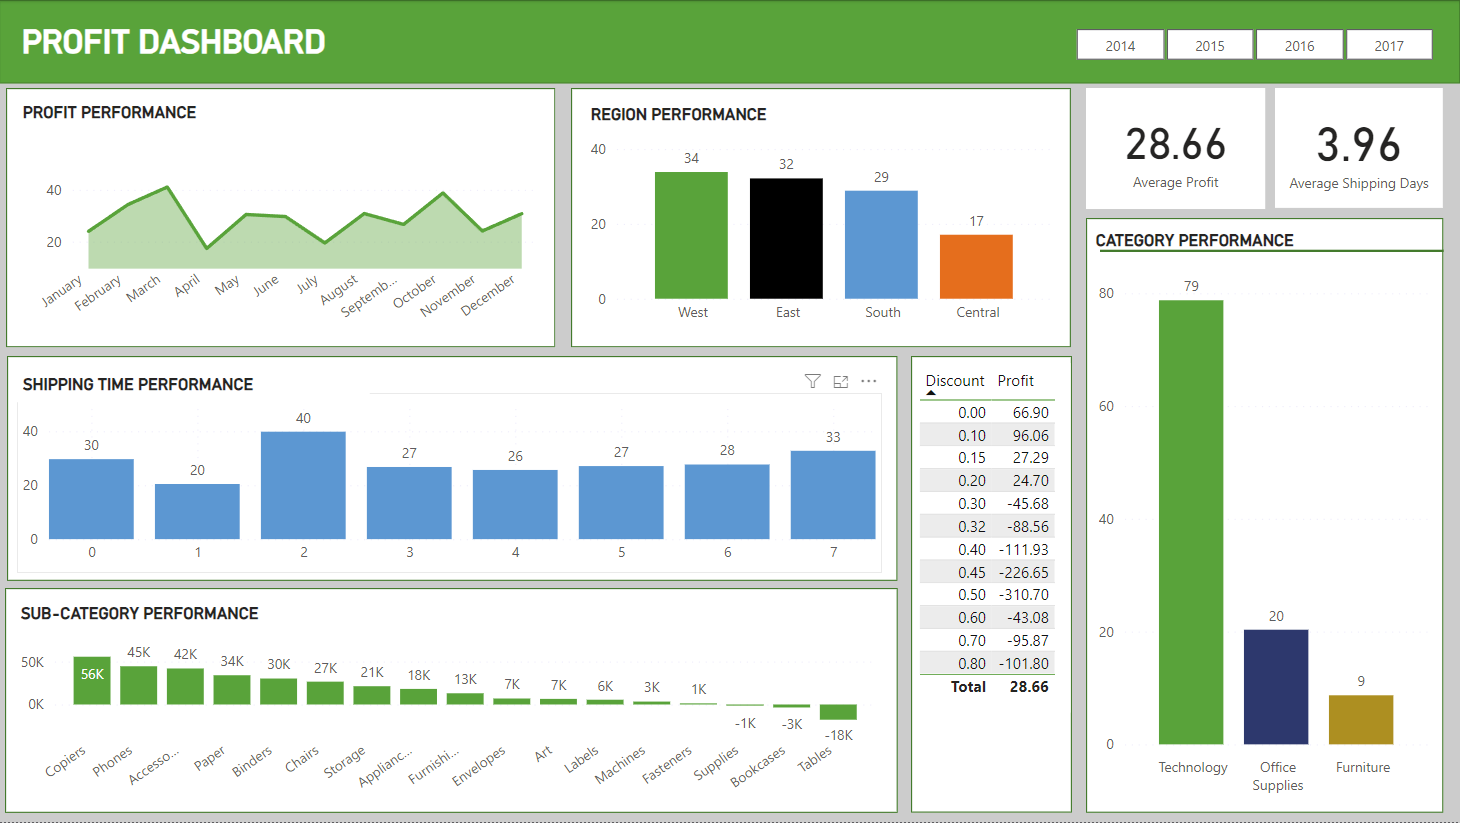 PROFIT DASHBOARD
2014 2015 2016 2017
PROFIT PERFORMANCE
40
20
January February March April May June July August Septemb... October November December
REGION PERFORMANCE
40
20
0
34 32 29 17
West East South Central
28.66
Average Profit
3.96
Average Shipping Days
SHIPPING TIME PERFORMANCE
40
20
0
30 20 40 27 26 27 28 33
0 1 2 3 4 5 6 7
Discount Profit
0.00 66.90
0.10 96.06
0.15 27.29
0.20 24.70
0.30 -45.68
0.32 -88.56
0.40 -111.93
0.45 -226.65
0.50 -310.70
0.60 -43.08
0.70 -95.87
0.80 -101.80
Total 28.66
CATEGORY PERFORMANCE
80
60
40
20
0
79 20 9
Technology Office Supplies Furniture
SUB-CATEGORY PERFORMANCE
50K
0K
56K 45K 42K 34K 30K 27K 21K 18K 13K 7K 7K 6K 3K 1K -1K -3K -18K
Copiers Phones Accesso... Paper Binders Chairs Storage Applianc... Furnishi... Envelopes Art Labels Machines Fasteners Supplies Bookcases Tables